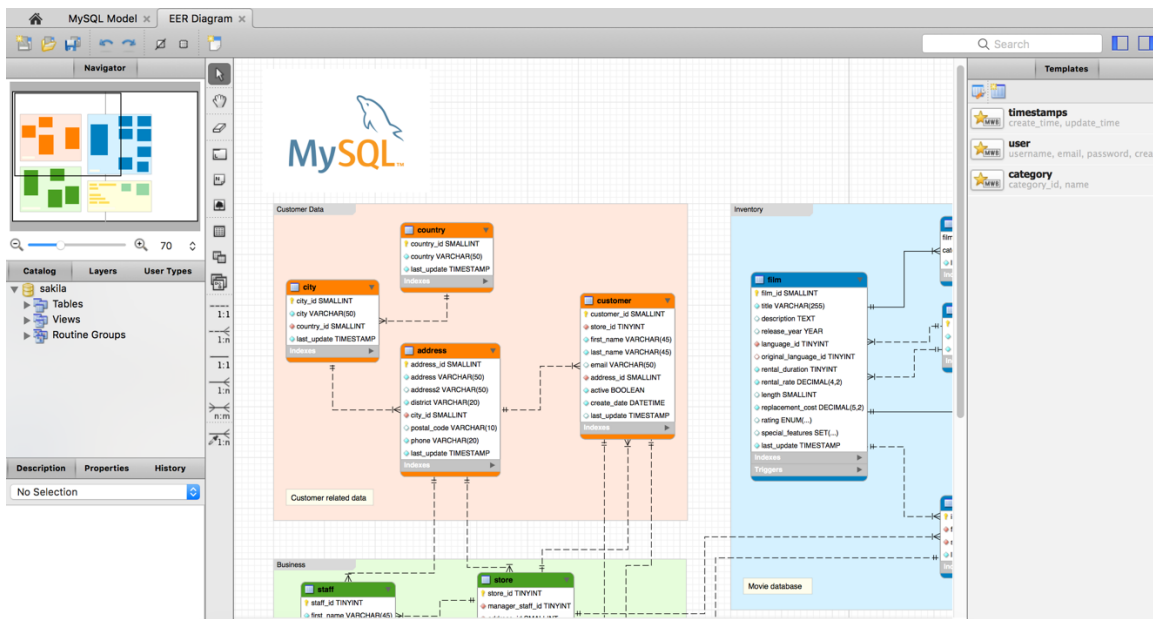 MySQL Model
EER Diagram
Search
Navigator
70
Catalog
Layers
User Types
sakila
Tables
Views
Routine Groups
Description
Properties
History
No Selection
1:1
1:n
1:1
1:n
n:m
1:n
MySQL
Customer Data
country
country_id SMALLINT
country VARCHAR(50)
last_update TIMESTAMP
Indexes
city
city_id SMALLINT
city VARCHAR(50)
country_id SMALLINT
last_update TIMESTAMP
Indexes
address
address_id SMALLINT
address VARCHAR(50)
address2 VARCHAR(50)
district VARCHAR(20)
city_id SMALLINT
postal_code VARCHAR(10)
phone VARCHAR(20)
last_update TIMESTAMP
Indexes
customer
customer_id SMALLINT
store_id TINYINT
first_name VARCHAR(45)
last_name VARCHAR(45)
email VARCHAR(50)
address_id SMALLINT
active BOOLEAN
create_date DATETIME
last_update TIMESTAMP
Indexes
Customer related data
Business
staff
staff_id TINYINT
first_name VARCHAR(45)
store
store_id TINYINT
manager_staff_id TINYINT
Inventory
film
film_id SMALLINT
title VARCHAR(255)
description TEXT
release_year YEAR
language_id TINYINT
original_language_id TINYINT
rental_duration TINYINT
rental_rate DECIMAL(4,2)
length SMALLINT
replacement_cost DECIMAL(5,2)
rating ENUM(...)
special_features SET(...)
last_update TIMESTAMP
Indexes
Triggers
Movie database
Templates
timestamps
create_time, update_time
user
username, email, password, crea
category
category_id, name